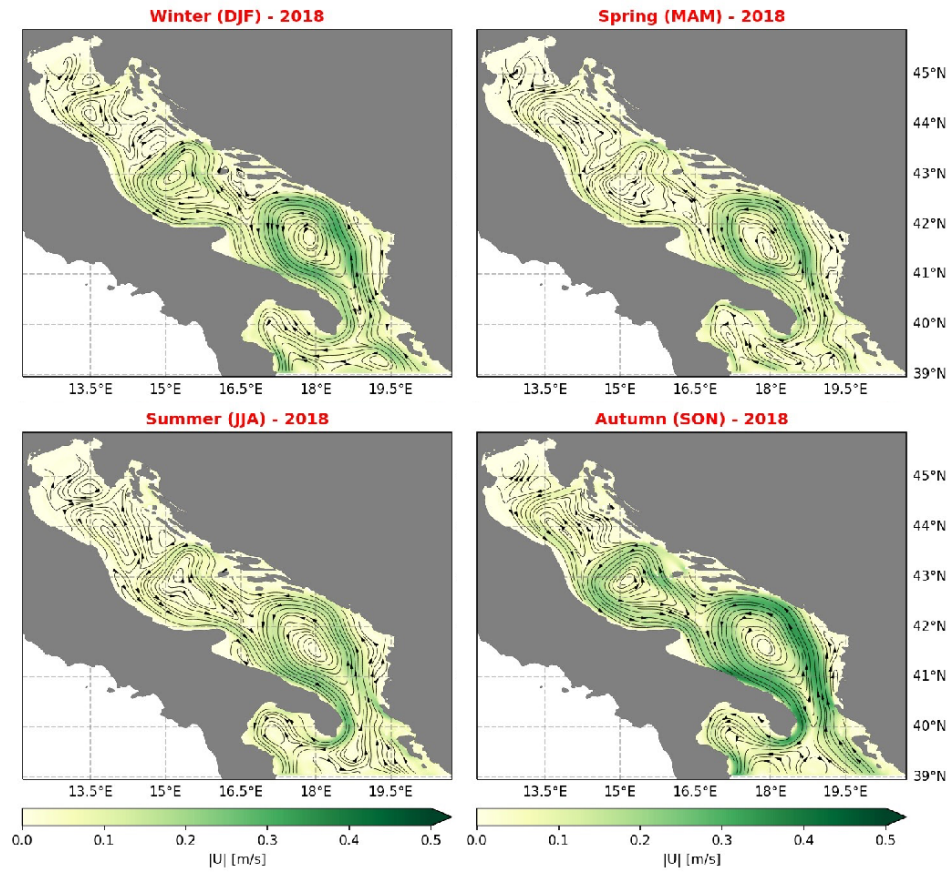 Winter (DJF) - 2018
Spring (MAM) - 2018
45°N
44°N
43°N
42°N
41°N
40°N
39°N
13.5°E 15°E 16.5°E 18°E 19.5°E
13.5°E 15°E 16.5°E 18°E 19.5°E
Summer (JJA) - 2018
Autumn (SON) - 2018
45°N
44°N
43°N
42°N
41°N
40°N
39°N
13.5°E 15°E 16.5°E 18°E 19.5°E
13.5°E 15°E 16.5°E 18°E 19.5°E
0.0 0.1 0.2 0.3 0.4 0.5
|U| [m/s]
0.0 0.1 0.2 0.3 0.4 0.5
|U| [m/s]